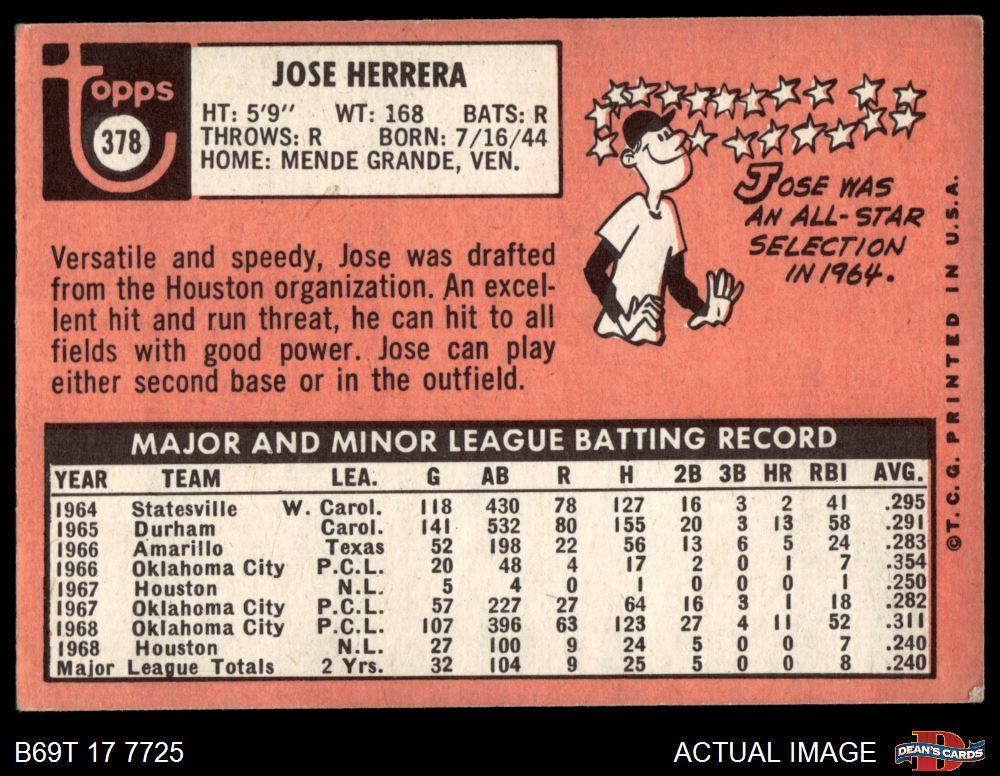 topps
378
JOSE HERRERA
HT: 5'9'' WT: 168 BATS: R
THROWS: R BORN: 7/16/44
HOME: MENDE GRANDE, VEN.
JOSE WAS
AN ALL-STAR
SELECTION
IN 1964.
Versatile and speedy, Jose was drafted
from the Houston organization. An excel-
lent hit and run threat, he can hit to all
fields with good power. Jose can play
either second base or in the outfield.
MAJOR AND MINOR LEAGUE BATTING RECORD
YEAR TEAM LEA. G AB R H 2B 3B HR RBI AVG.
1964 Statesville W. Carol. 118 430 78 127 16 3 2 41 .295
1965 Durham Carol. 141 532 80 155 20 3 13 58 .291
1966 Amarillo Texas 52 198 22 56 13 6 5 24 .283
1966 Oklahoma City P.C.L. 20 48 4 17 2 0 1 7 .354
1967 Houston N.L. 5 4 0 1 0 0 0 1 .250
1967 Oklahoma City P.C.L. 57 227 27 64 16 3 1 18 .282
1968 Oklahoma City P.C.L. 107 396 63 123 27 4 11 52 .311
1968 Houston N.L. 27 100 9 24 5 0 0 7 .240
Major League Totals 2 Yrs. 32 104 9 25 5 0 0 8 .240
©T.C.G. PRINTED IN U.S.A.
B69T 17 7725
ACTUAL IMAGE
DEAN'S CARDS